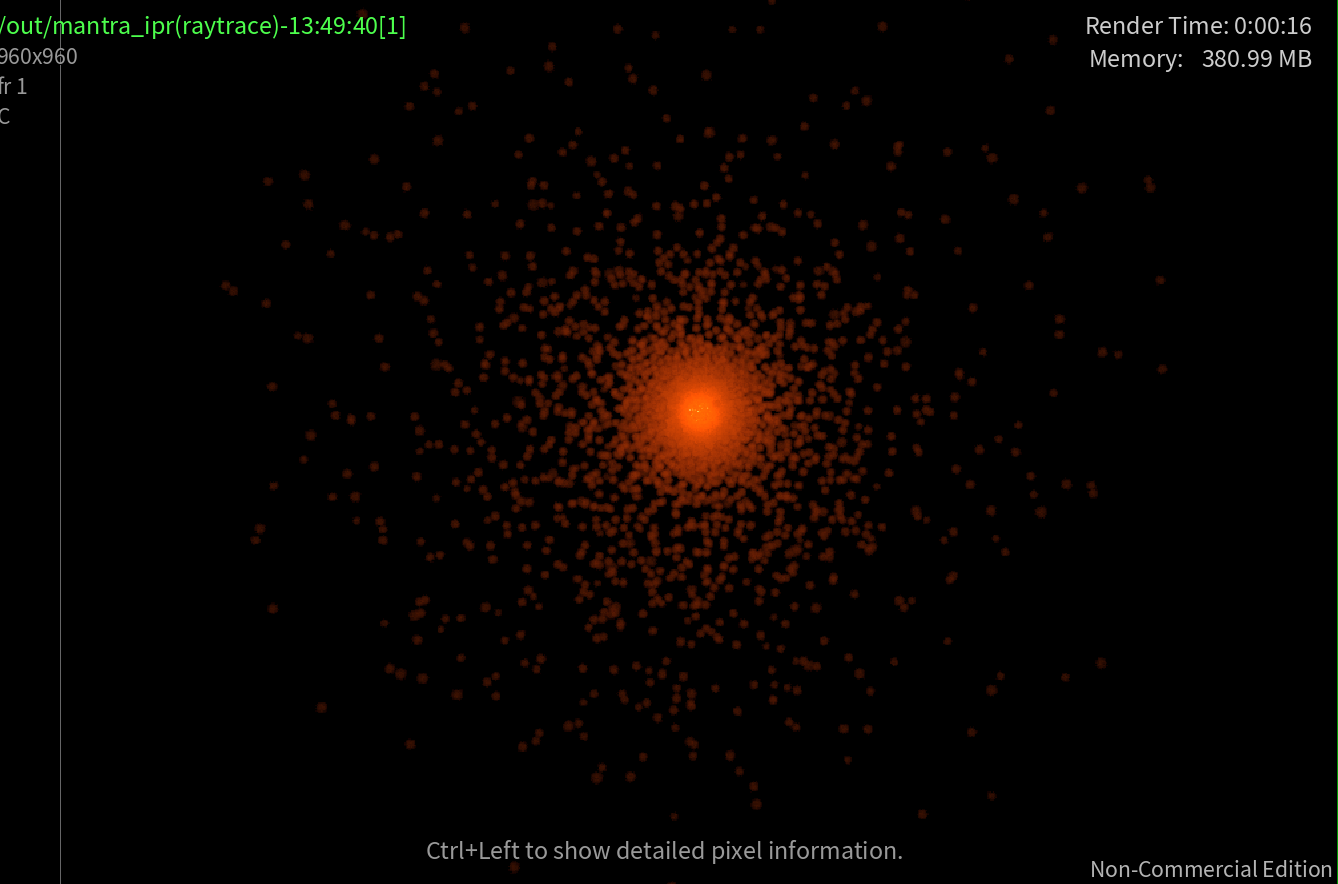 /out/mantra_ipr(raytrace)-13:49:40[1]
960x960
fr 1
C
Render Time: 0:00:16
Memory: 380.99 MB
Ctrl+Left to show detailed pixel information.
Non-Commercial Edition